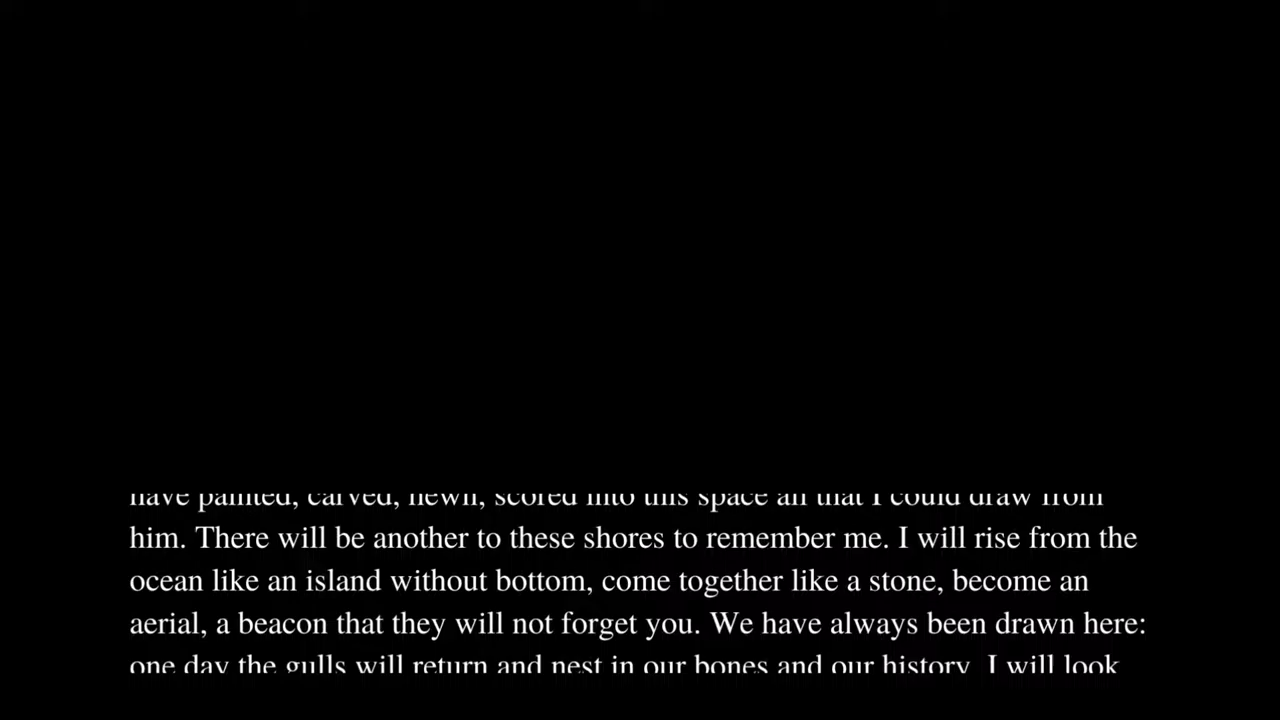 have painted, carved, hewn, scored into this space all that I could draw from
him. There will be another to these shores to remember me. I will rise from the
ocean like an island without bottom, come together like a stone, become an
aerial, a beacon that they will not forget you. We have always been drawn here:
one day the gulls will return and nest in our bones and our history. I will look